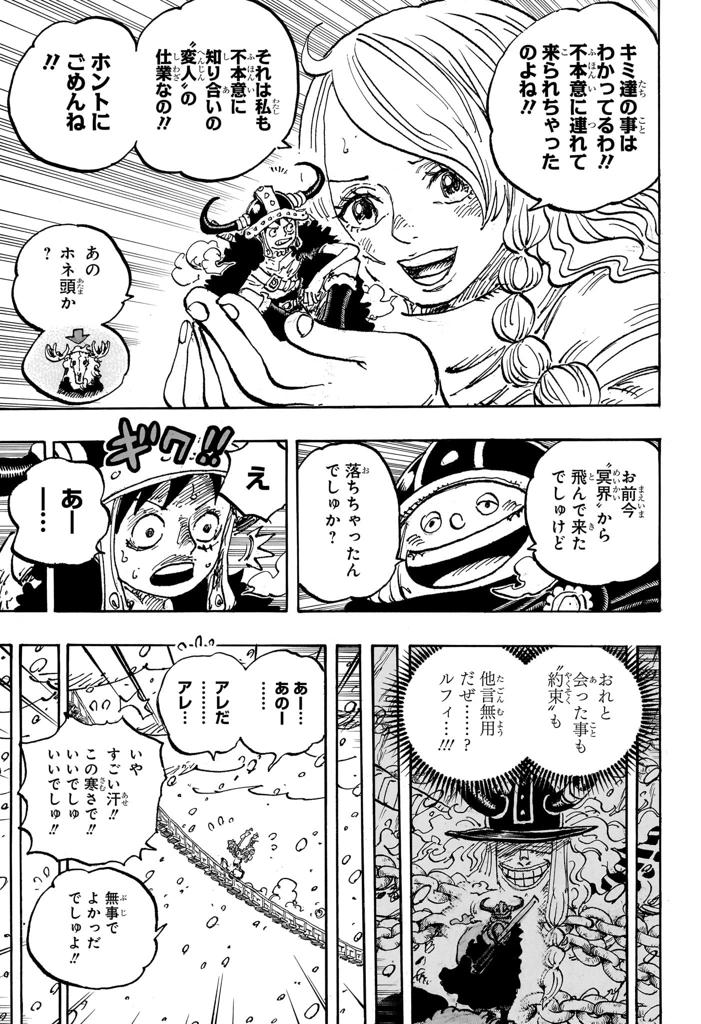 キミ達の事は
わかってるわ!!
不本意に連れて
来られちゃった
のよね!!
それは私も
不本意に
知り合いの
〝変人〟の
仕業なの!!
ホントに
ごめんね
!!
あの
ホネ頭か
?
お前今
〝冥界〟から
飛んで来た
でしゅけど
落ちちゃったん
でしゅか?
え
ギクッ!!
あー
ー…
おれと
会った事も
〝約束〟も
他言無用
だぜ……?
ルフィ…!!!
あー…
あのー
……
アレだ
……
アレ…
いや
すごい汗!!
この寒さで!!
いいでしゅ
いいでしゅ!!
無事で
よかっだ
でしゅよ!!